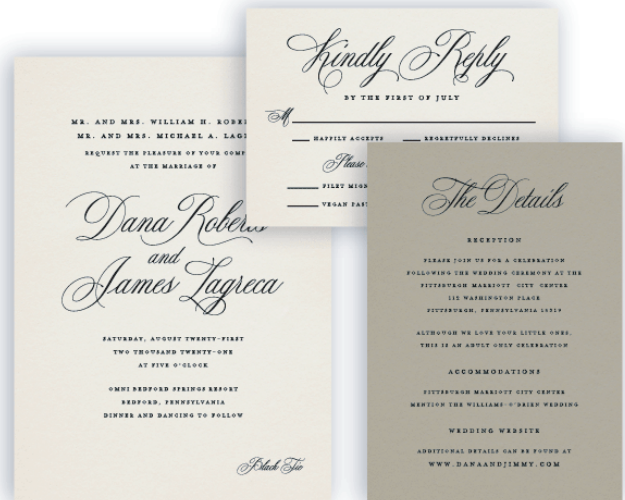 MR. AND MRS. WILLIAM H.
MR. AND MRS. MICHAEL A.
REQUEST THE PLEASURE OF YOUR
AT THE MARRIAGE OF
Dana Roberts
and
James Lagreca
SATURDAY, AUGUST TWENTY-FIRST
TWO THOUSAND TWENTY-ONE
AT FIVE O'CLOCK
OMNI BEDFORD SPRINGS RESORT
BEDFORD, PENNSYLVANIA
DINNER AND DANCING TO FOLLOW
Black Tie
Kindly Reply
BY THE FIRST OF JULY
M
HAPPILY ACCEPTS REGRETFULLY DECLINES
Please
FILET
VEGAN
The Details
RECEPTION
PLEASE JOIN US FOR A CELEBRATION
FOLLOWING THE WEDDING CEREMONY AT THE
PITTSBURGH MARRIOTT CITY CENTER
112 WASHINGTON PLACE
PITTSBURGH, PENNSYLVANIA 15219
ALTHOUGH WE LOVE YOUR LITTLE ONES,
THIS IS AN ADULT ONLY CELEBRATION
ACCOMMODATIONS
PITTSBURGH MARRIOTT CITY CENTER
MENTION THE WILLIAMS-O'BRIEN WEDDING
WEDDING WEBSITE
ADDITIONAL DETAILS CAN BE FOUND AT
WWW.DANAANDJIMMY.COM